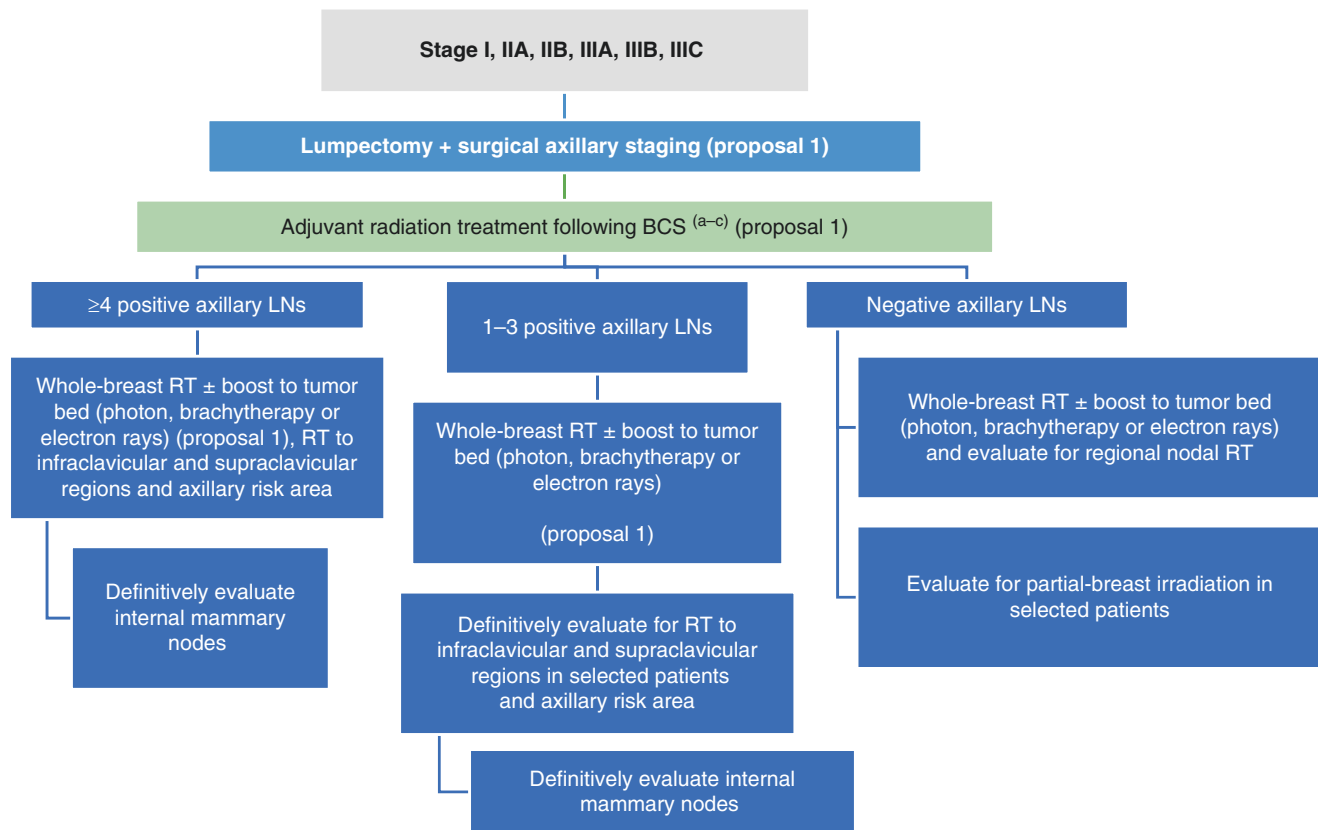 Stage I, IIA, IIB, IIIA, IIIB, IIIC
Lumpectomy + surgical axillary staging (proposal 1)
Adjuvant radiation treatment following BCS (a–c) (proposal 1)
≥4 positive axillary LNs
Whole-breast RT ± boost to tumor
bed (photon, brachytherapy or
electron rays) (proposal 1), RT to
infraclavicular and supraclavicular
regions and axillary risk area
Definitively evaluate
internal mammary
nodes
1–3 positive axillary LNs
Whole-breast RT ± boost to tumor
bed (photon, brachytherapy or
electron rays)
(proposal 1)
Definitively evaluate for RT to
infraclavicular and supraclavicular
regions in selected patients
and axillary risk area
Definitively evaluate internal
mammary nodes
Negative axillary LNs
Whole-breast RT ± boost to tumor bed
(photon, brachytherapy or electron rays)
and evaluate for regional nodal RT
Evaluate for partial-breast irradiation in
selected patients